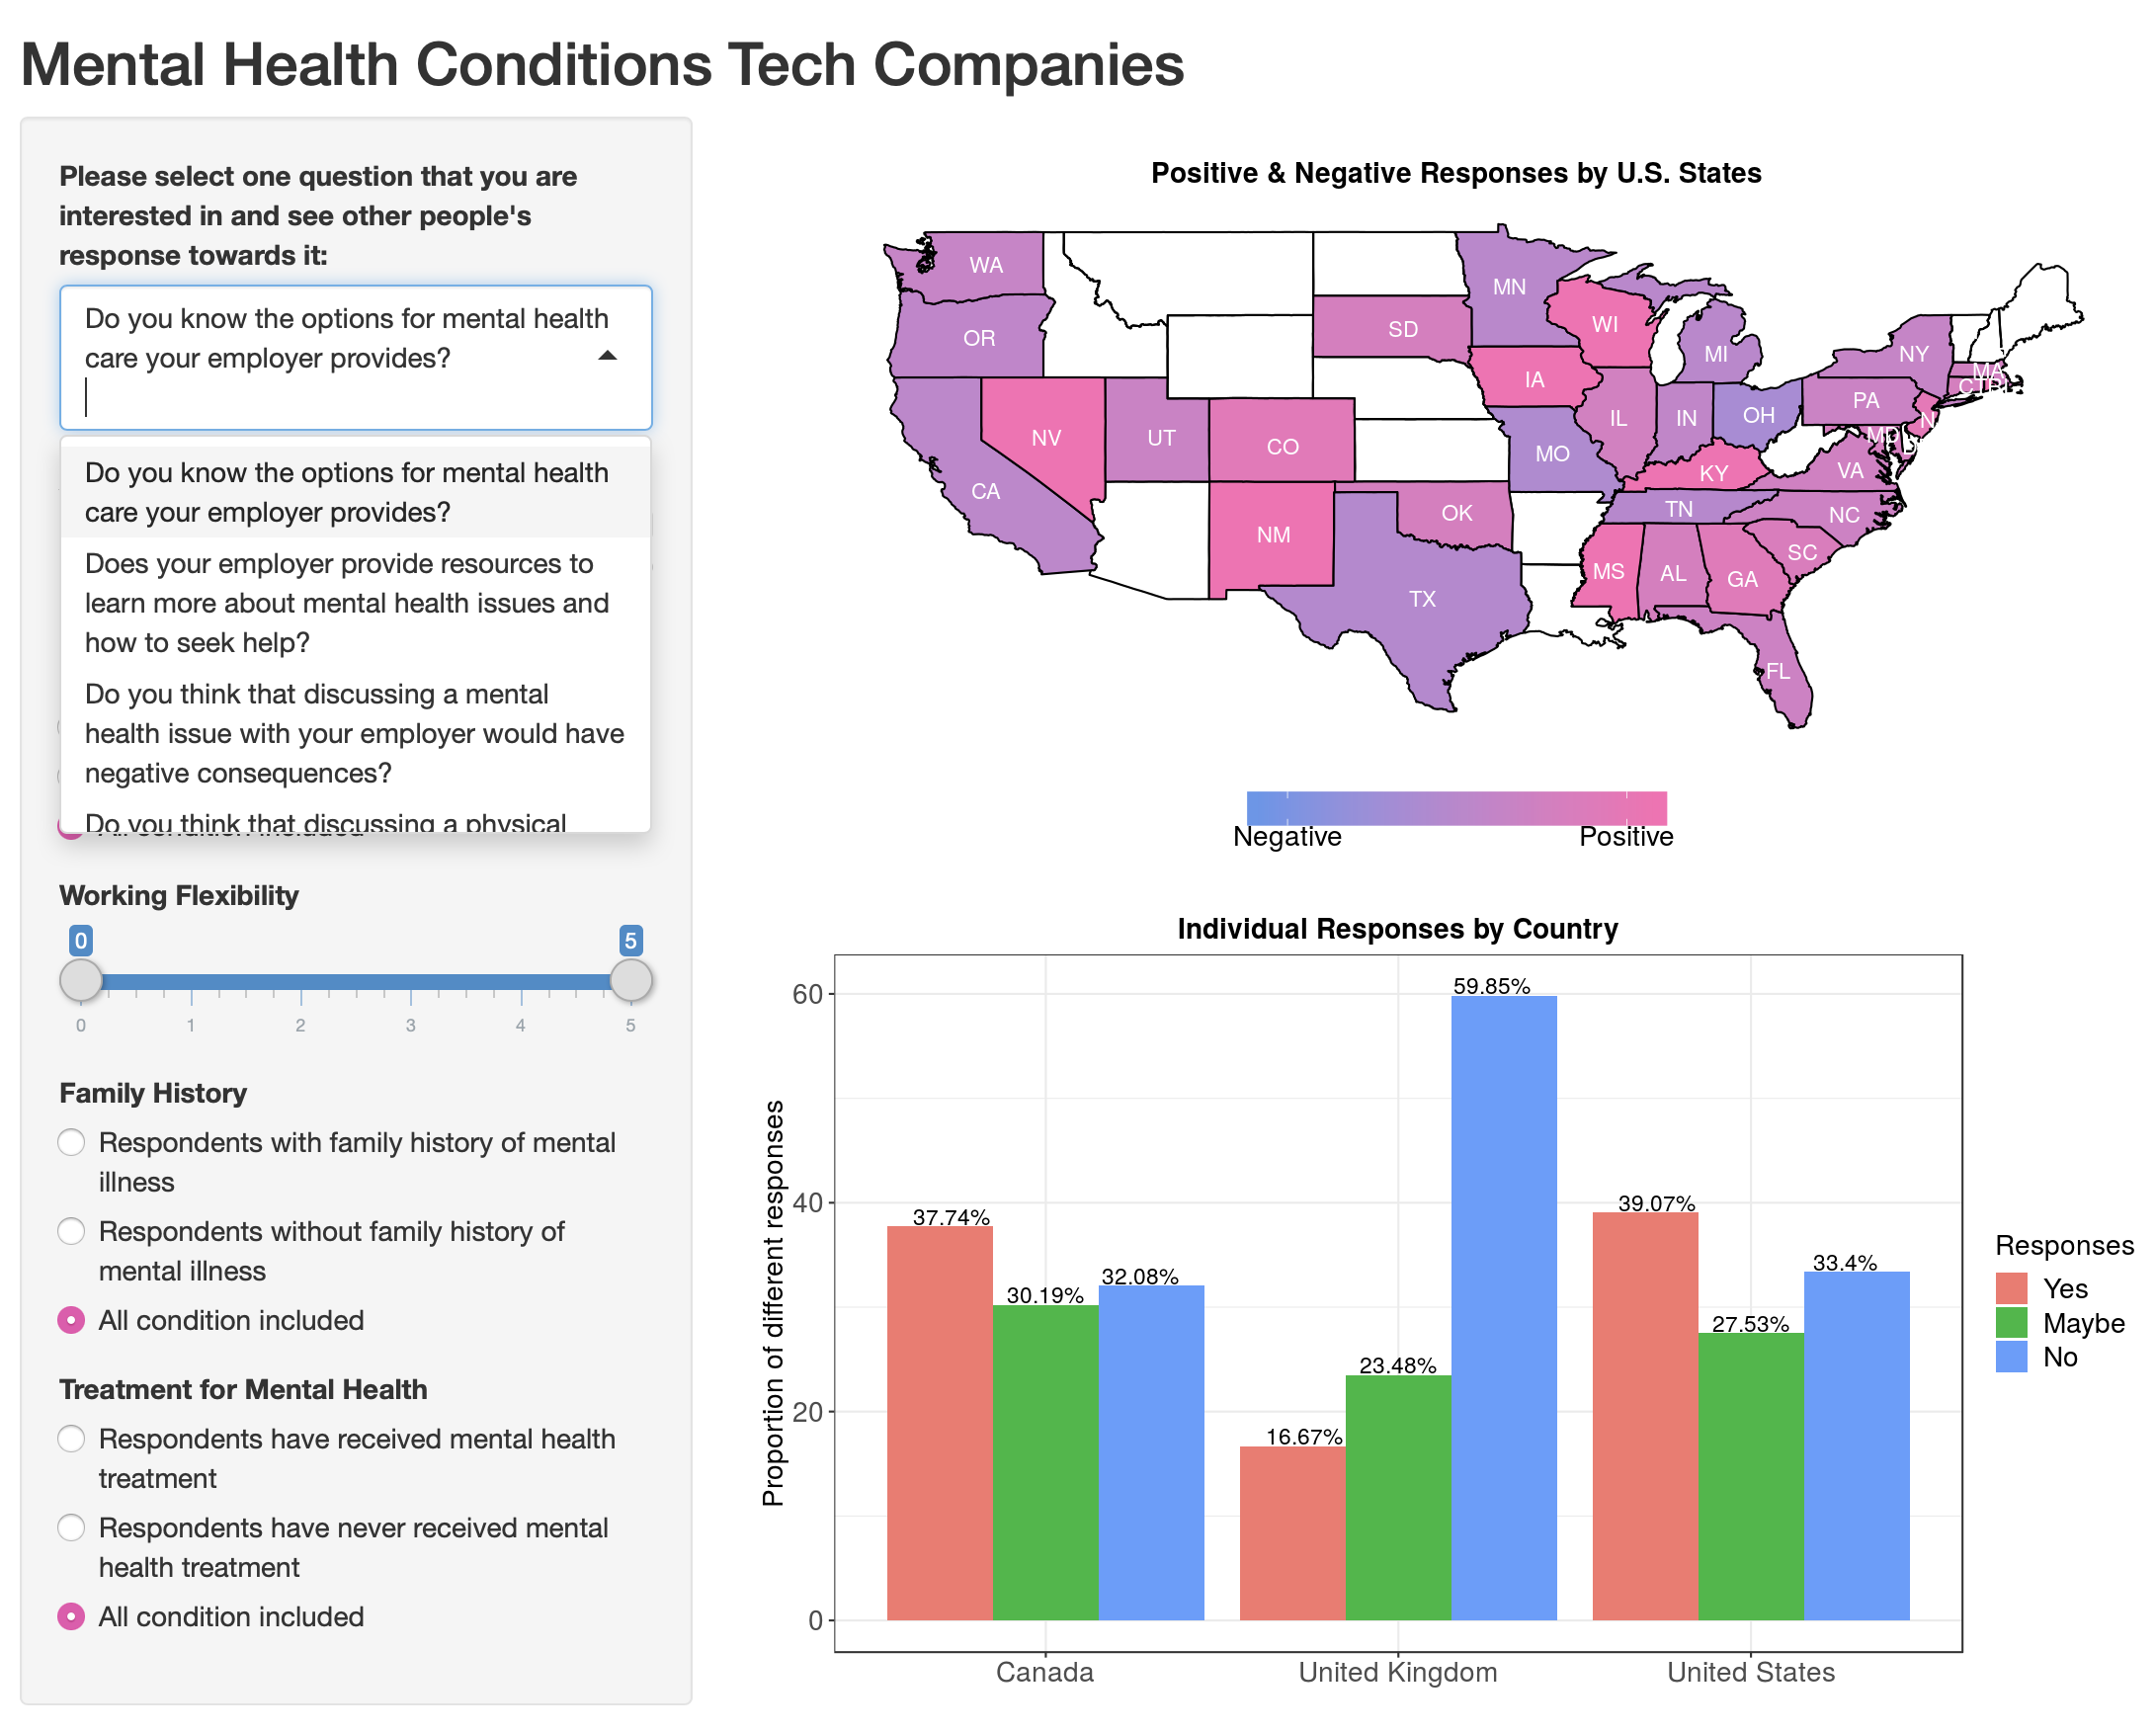 Mental Health Conditions Tech Companies
Please select one question that you are
interested in and see other people's
response towards it:
Do you know the options for mental health
care your employer provides?
Do you know the options for mental health
care your employer provides?
Does your employer provide resources to
learn more about mental health issues and
how to seek help?
Do you think that discussing a mental
health issue with your employer would have
negative consequences?
Do you think that discussing a physical
All condition included
Working Flexibility
0 5
0 1 2 3 4 5
Family History
Respondents with family history of mental
illness
Respondents without family history of
mental illness
All condition included
Treatment for Mental Health
Respondents have received mental health
treatment
Respondents have never received mental
health treatment
All condition included
Positive & Negative Responses by U.S. States
WA
MN
OR
SD
WI
MI
NY
MA
IA
CT
PA
NV
UT
CO
MO
IL
IN
OH
MD
CA
KY
VA
NM
OK
TN
NC
TX
MS
AL
GA
SC
FL
Negative Positive
Individual Responses by Country
Proportion of different responses
60
40
20
0
37.74%
30.19%
32.08%
16.67%
23.48%
59.85%
39.07%
27.53%
33.4%
Canada United Kingdom United States
Responses
Yes
Maybe
No